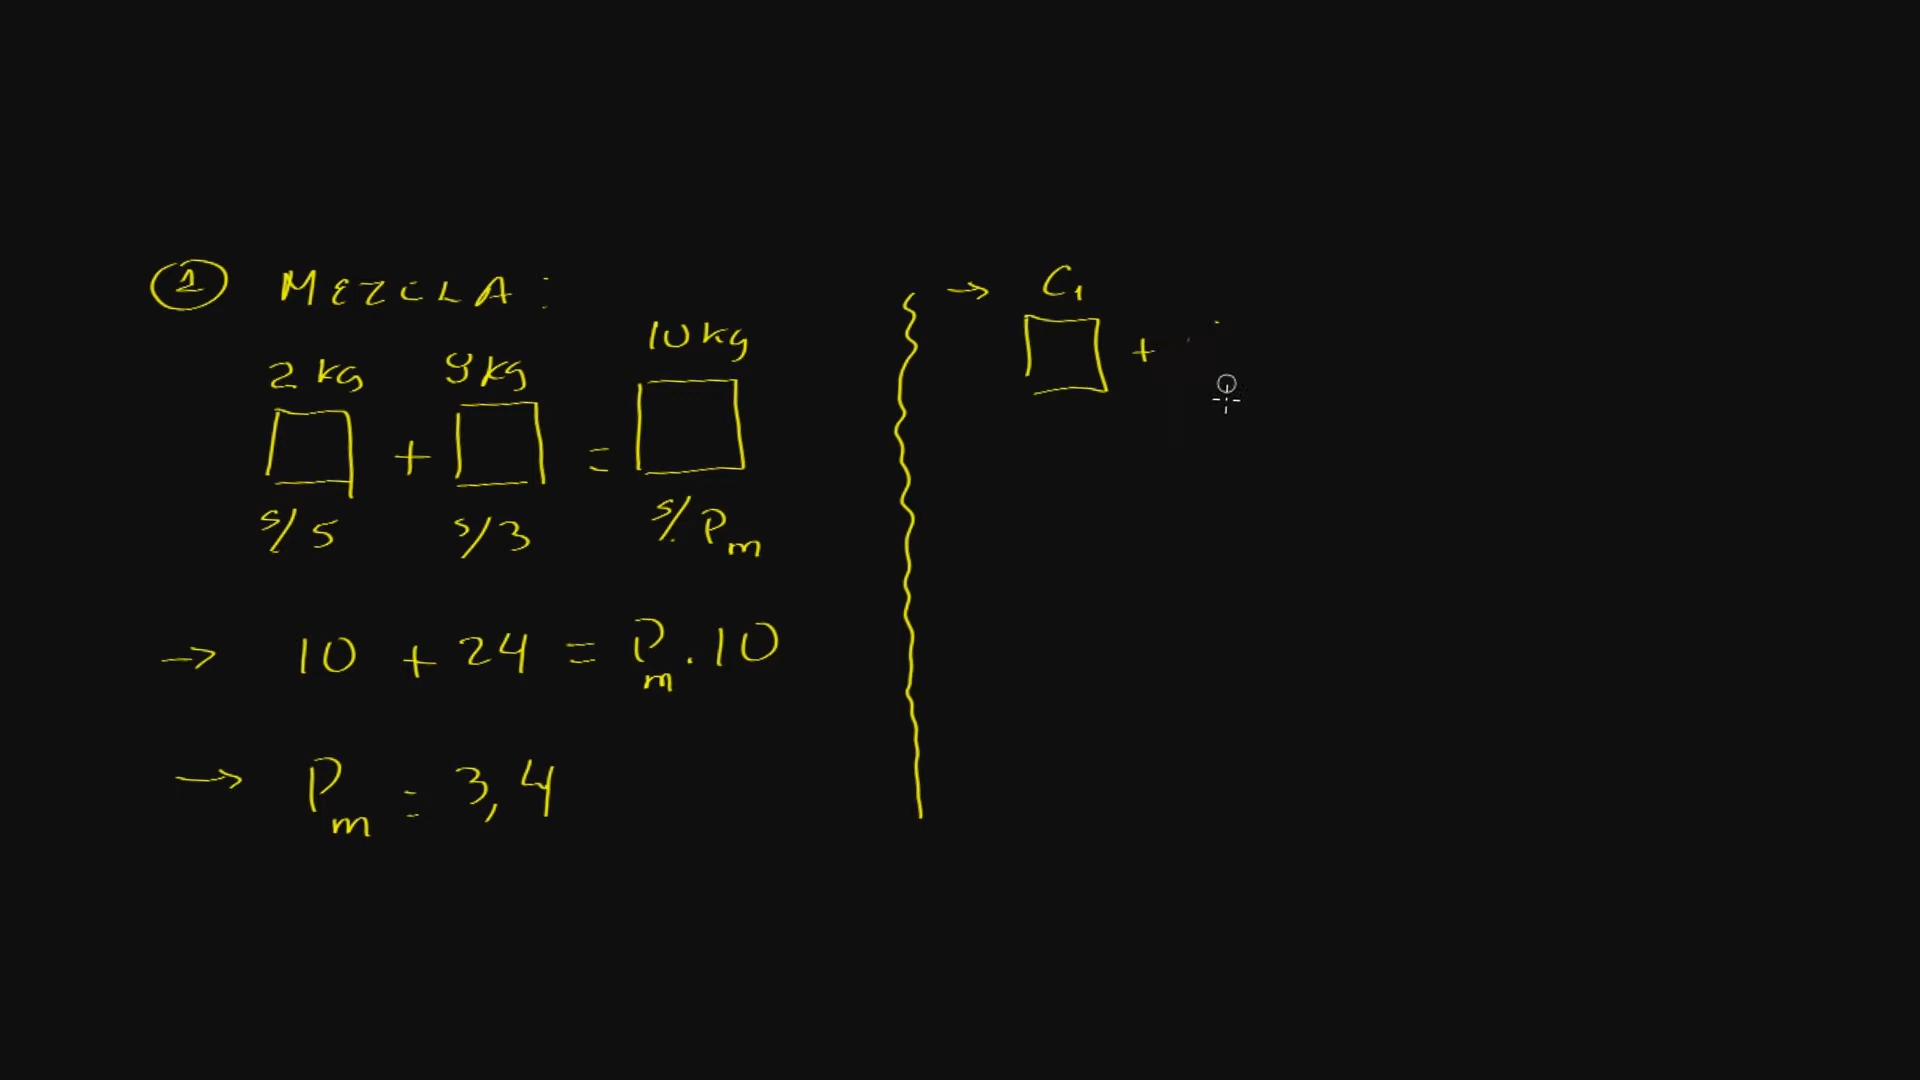 ① MEZCLA:
2 kg 8 kg 10 kg
+ =
S/5 S/3 S/. Pm
→ 10 + 24 = Pm . 10
→ Pm = 3,4
→ C₁
+